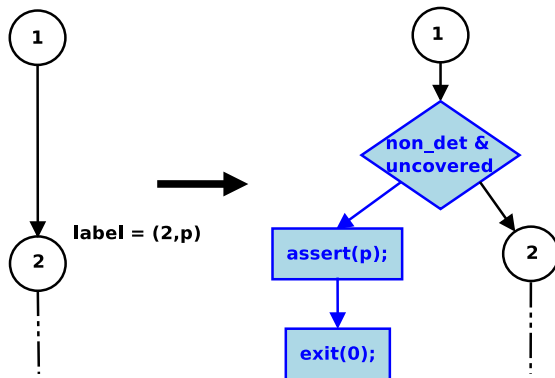 1
2
label = (2,p)
1
non_det &
uncovered
assert(p);
2
exit(0);